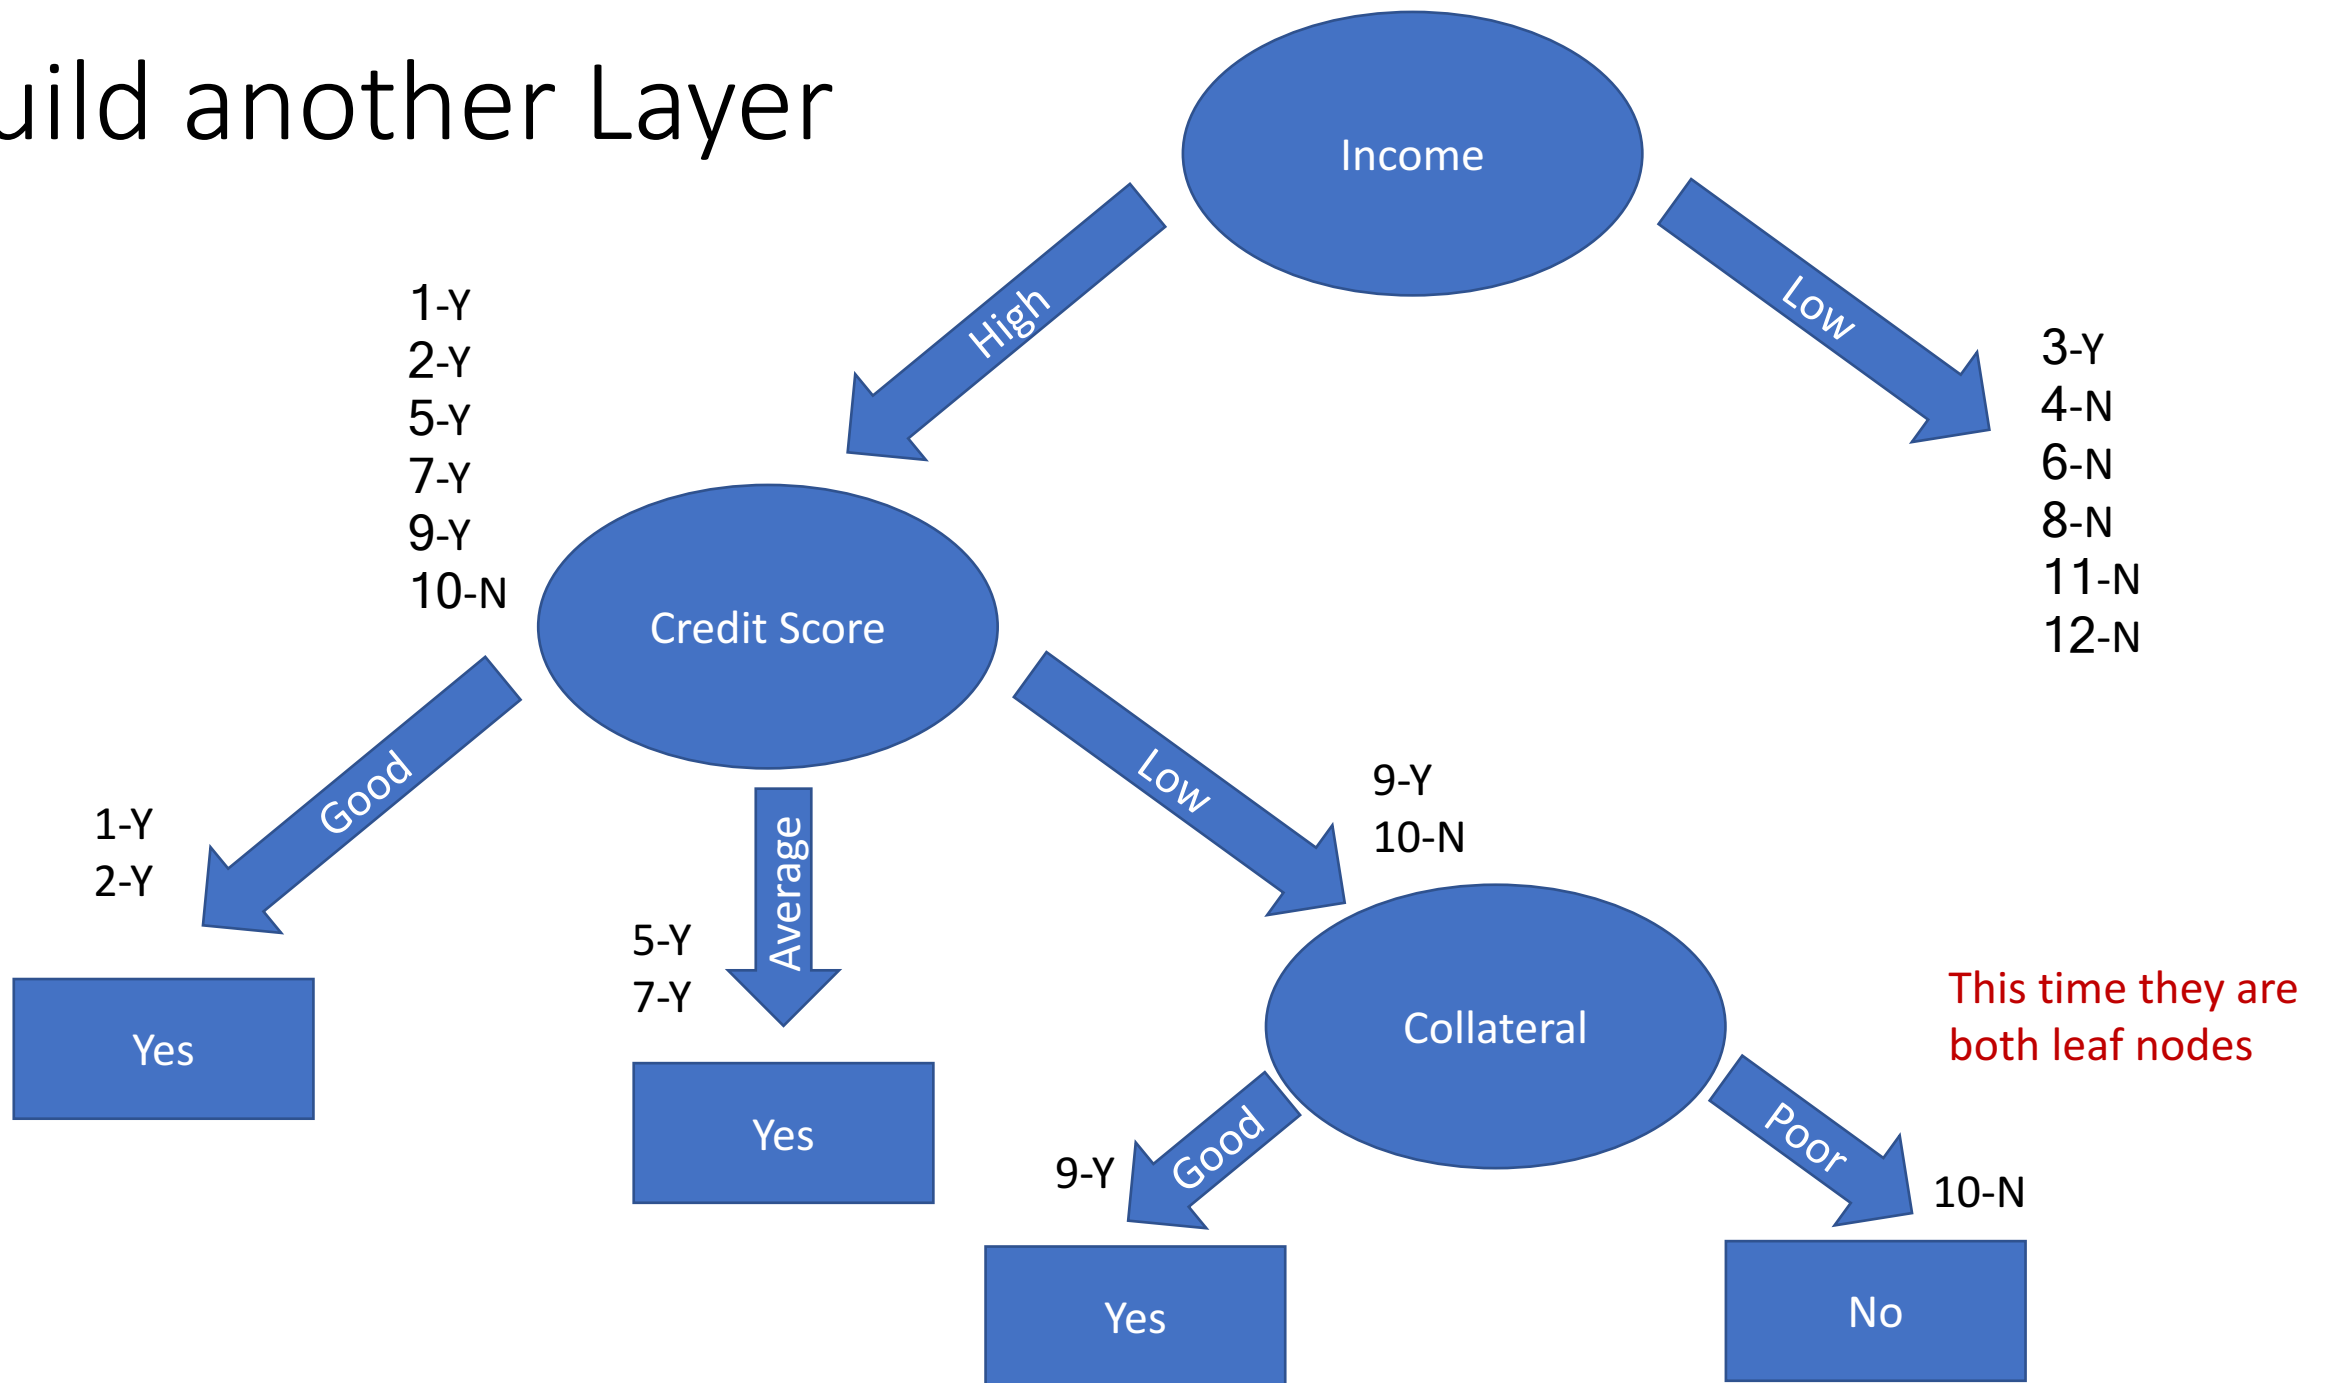 uild another Layer
Income
High
Low
1-Y
2-Y
5-Y
7-Y
9-Y
10-N
3-Y
4-N
6-N
8-N
11-N
12-N
Credit Score
Good
Average
Low
1-Y
2-Y
5-Y
7-Y
9-Y
10-N
Yes
Yes
Collateral
This time they are
both leaf nodes
Good
Poor
9-Y
10-N
Yes
No